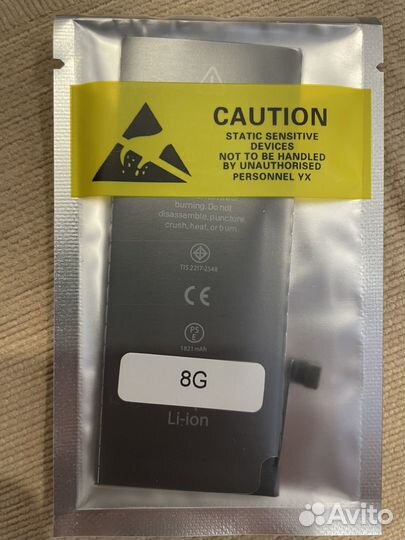 CAUTION
STATIC SENSITIVE
DEVICES
NOT TO BE HANDLED
BY UNAUTHORISED
PERSONNEL YX
burning. Do not
disassemble, puncture,
crush, heat, or burn
TIS 2217-2548
CE
PS
E
1821 mAh
8G
Li-ion
Avito